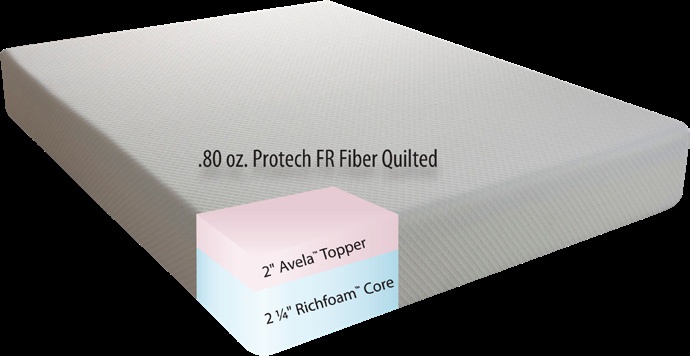 .80 oz. Protech FR Fiber Quilted
2" Avela™ Topper
2 ¼" Richfoam™ Core